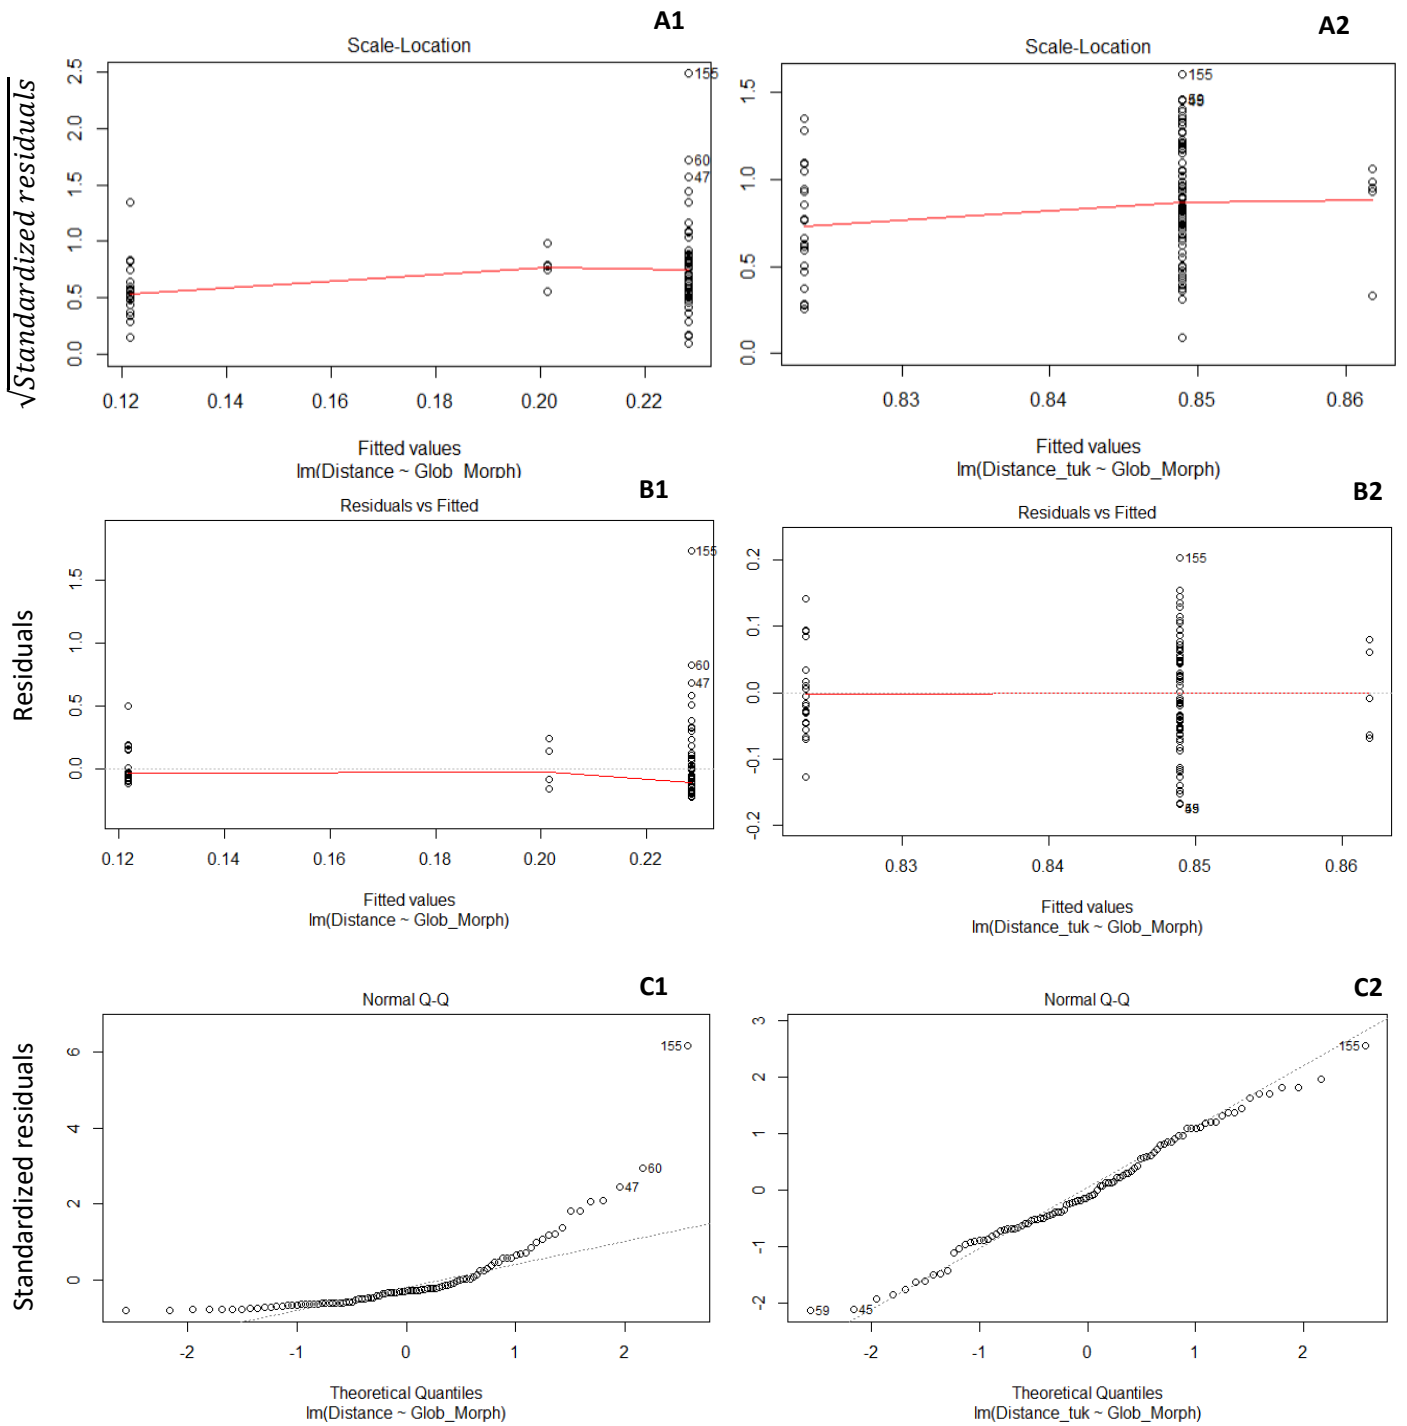 A1
Scale-Location
√Standardized residuals
2.5
2.0
1.5
1.0
0.5
0.0
155
60
47
0.12 0.14 0.16 0.18 0.20 0.22
Fitted values
lm(Distance ~ Glob_Morph)
A2
Scale-Location
1.5
1.0
0.5
0.0
155
0.83 0.84 0.85 0.86
Fitted values
lm(Distance_tuk ~ Glob_Morph)
B1
Residuals vs Fitted
Residuals
1.5
1.0
0.5
0.0
155
60
47
0.12 0.14 0.16 0.18 0.20 0.22
Fitted values
lm(Distance ~ Glob_Morph)
B2
Residuals vs Fitted
0.2
0.1
0.0
-0.1
-0.2
155
0.83 0.84 0.85 0.86
Fitted values
lm(Distance_tuk ~ Glob_Morph)
C1
Normal Q-Q
Standardized residuals
6
4
2
0
155
60
47
-2 -1 0 1 2
Theoretical Quantiles
lm(Distance ~ Glob_Morph)
C2
Normal Q-Q
3
2
1
0
-1
-2
155
59
45
-2 -1 0 1 2
Theoretical Quantiles
lm(Distance_tuk ~ Glob_Morph)